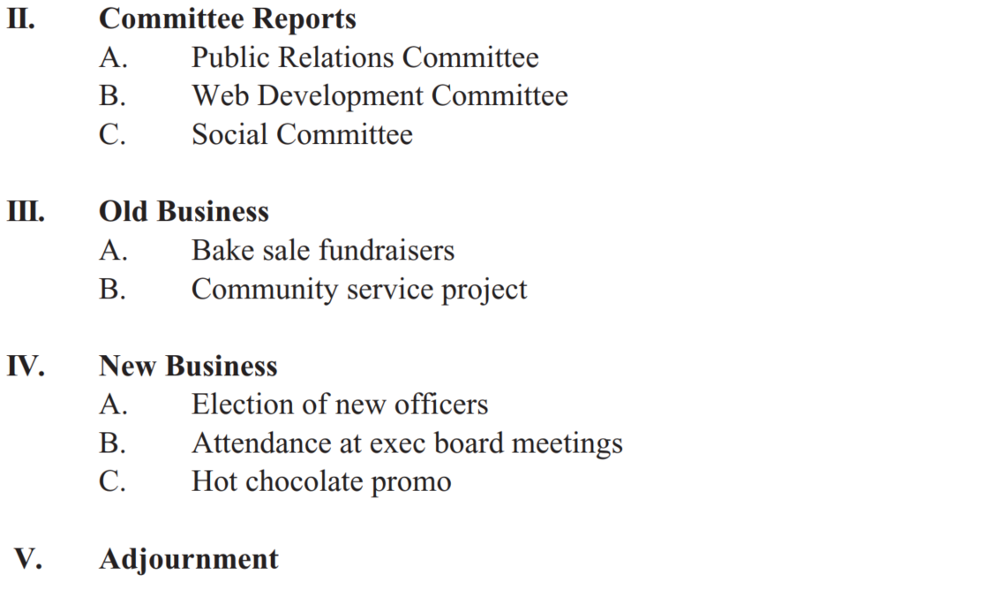 II. Committee Reports
A. Public Relations Committee
B. Web Development Committee
C. Social Committee
III. Old Business
A. Bake sale fundraisers
B. Community service project
IV. New Business
A. Election of new officers
B. Attendance at exec board meetings
C. Hot chocolate promo
V. Adjournment